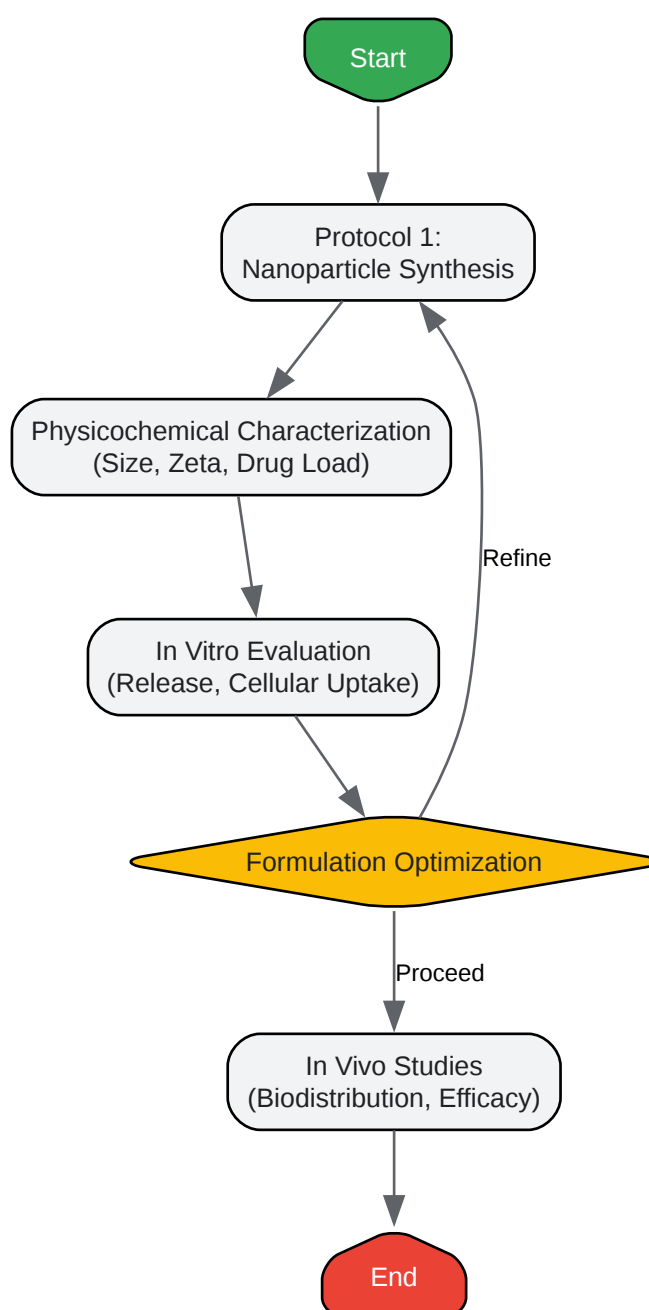 Start
Protocol 1:
Nanoparticle Synthesis
Physicochemical Characterization
(Size, Zeta, Drug Load)
Refine
In Vitro Evaluation
(Release, Cellular Uptake)
Formulation Optimization
Proceed
In Vivo Studies
(Biodistribution, Efficacy)
End